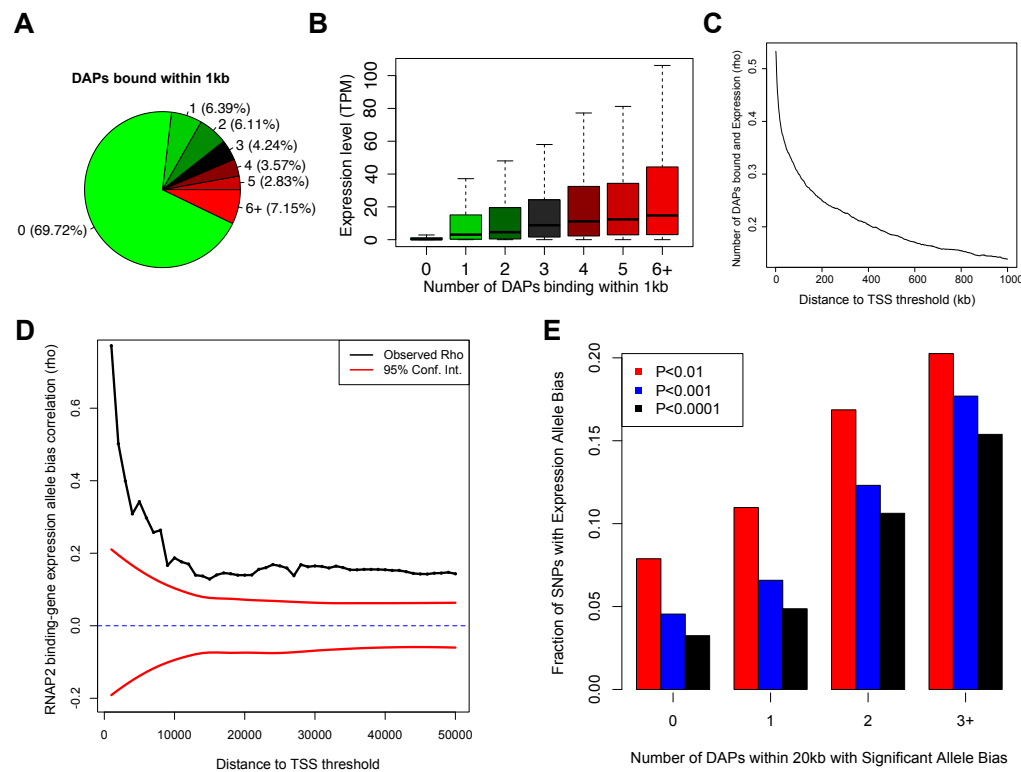 A
DAPs bound within 1kb
1 (6.39%)
2 (6.11%)
3 (4.24%)
4 (3.57%)
5 (2.83%)
6+ (7.15%)
0 (69.72%)
B
Expression level (TPM)
0 20 40 60 80 100
0 1 2 3 4 5 6+
Number of DAPs binding within 1kb
C
Number of DAPs bound and Expression (rho)
0.2 0.3 0.4 0.5
0 200 400 600 800 1000
Distance to TSS threshold (kb)
D
RNAP2 binding-gene expression allele bias correlation (rho)
-0.2 0.0 0.2 0.4 0.6
Observed Rho
95% Conf. Int.
0 10000 20000 30000 40000 50000
Distance to TSS threshold
E
Fraction of SNPs with Expression Allele Bias
0.00 0.05 0.10 0.15 0.20
P<0.01
P<0.001
P<0.0001
0 1 2 3+
Number of DAPs within 20kb with Significant Allele Bias